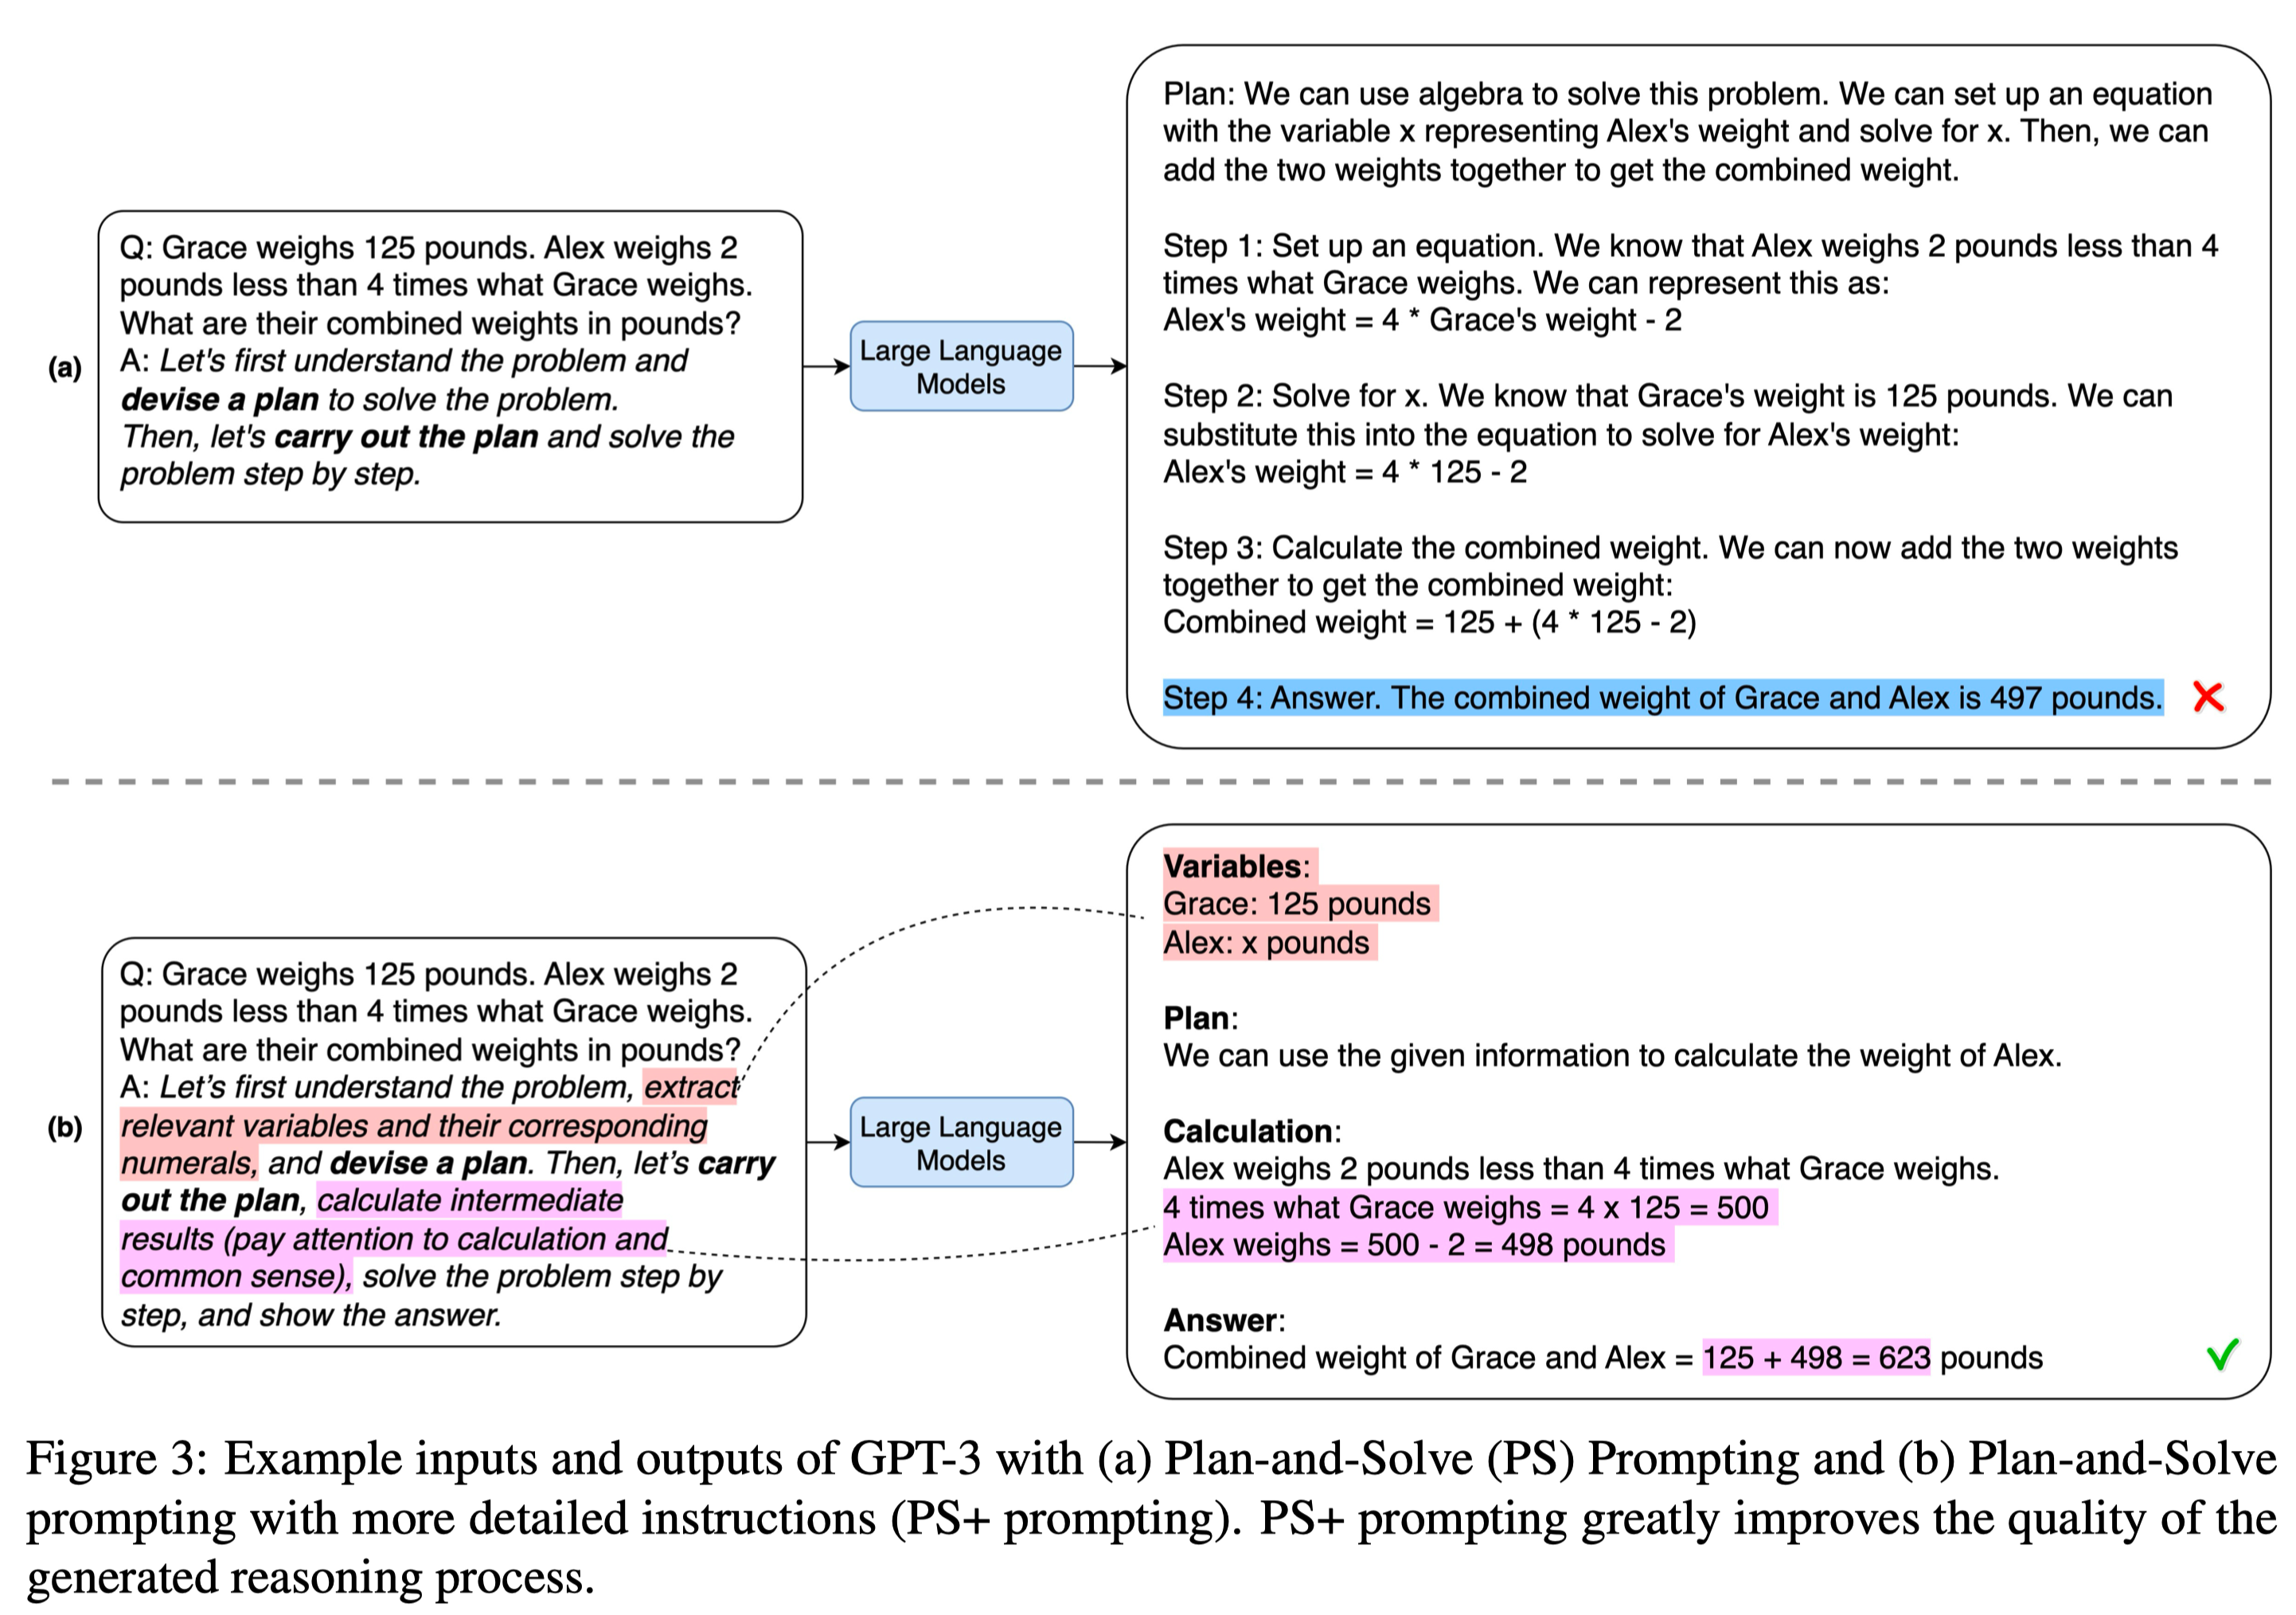 (a)
Q: Grace weighs 125 pounds. Alex weighs 2
pounds less than 4 times what Grace weighs.
What are their combined weights in pounds?
A: Let's first understand the problem and
devise a plan to solve the problem.
Then, let's carry out the plan and solve the
problem step by step.
Large Language
Models
Plan: We can use algebra to solve this problem. We can set up an equation
with the variable x representing Alex's weight and solve for x. Then, we can
add the two weights together to get the combined weight.
Step 1: Set up an equation. We know that Alex weighs 2 pounds less than 4
times what Grace weighs. We can represent this as:
Alex's weight = 4 * Grace's weight - 2
Step 2: Solve for x. We know that Grace's weight is 125 pounds. We can
substitute this into the equation to solve for Alex's weight:
Alex's weight = 4 * 125 - 2
Step 3: Calculate the combined weight. We can now add the two weights
together to get the combined weight:
Combined weight = 125 + (4 * 125 - 2)
Step 4: Answer. The combined weight of Grace and Alex is 497 pounds.
(b)
Q: Grace weighs 125 pounds. Alex weighs 2
pounds less than 4 times what Grace weighs.
What are their combined weights in pounds?
A: Let’s first understand the problem, extract
relevant variables and their corresponding
numerals, and devise a plan. Then, let’s carry
out the plan, calculate intermediate
results (pay attention to calculation and
common sense), solve the problem step by
step, and show the answer.
Large Language
Models
Variables:
Grace: 125 pounds
Alex: x pounds
Plan:
We can use the given information to calculate the weight of Alex.
Calculation:
Alex weighs 2 pounds less than 4 times what Grace weighs.
4 times what Grace weighs = 4 x 125 = 500
Alex weighs = 500 - 2 = 498 pounds
Answer:
Combined weight of Grace and Alex = 125 + 498 = 623 pounds
Figure 3: Example inputs and outputs of GPT-3 with (a) Plan-and-Solve (PS) Prompting and (b) Plan-and-Solve
prompting with more detailed instructions (PS+ prompting). PS+ prompting greatly improves the quality of the
generated reasoning process.